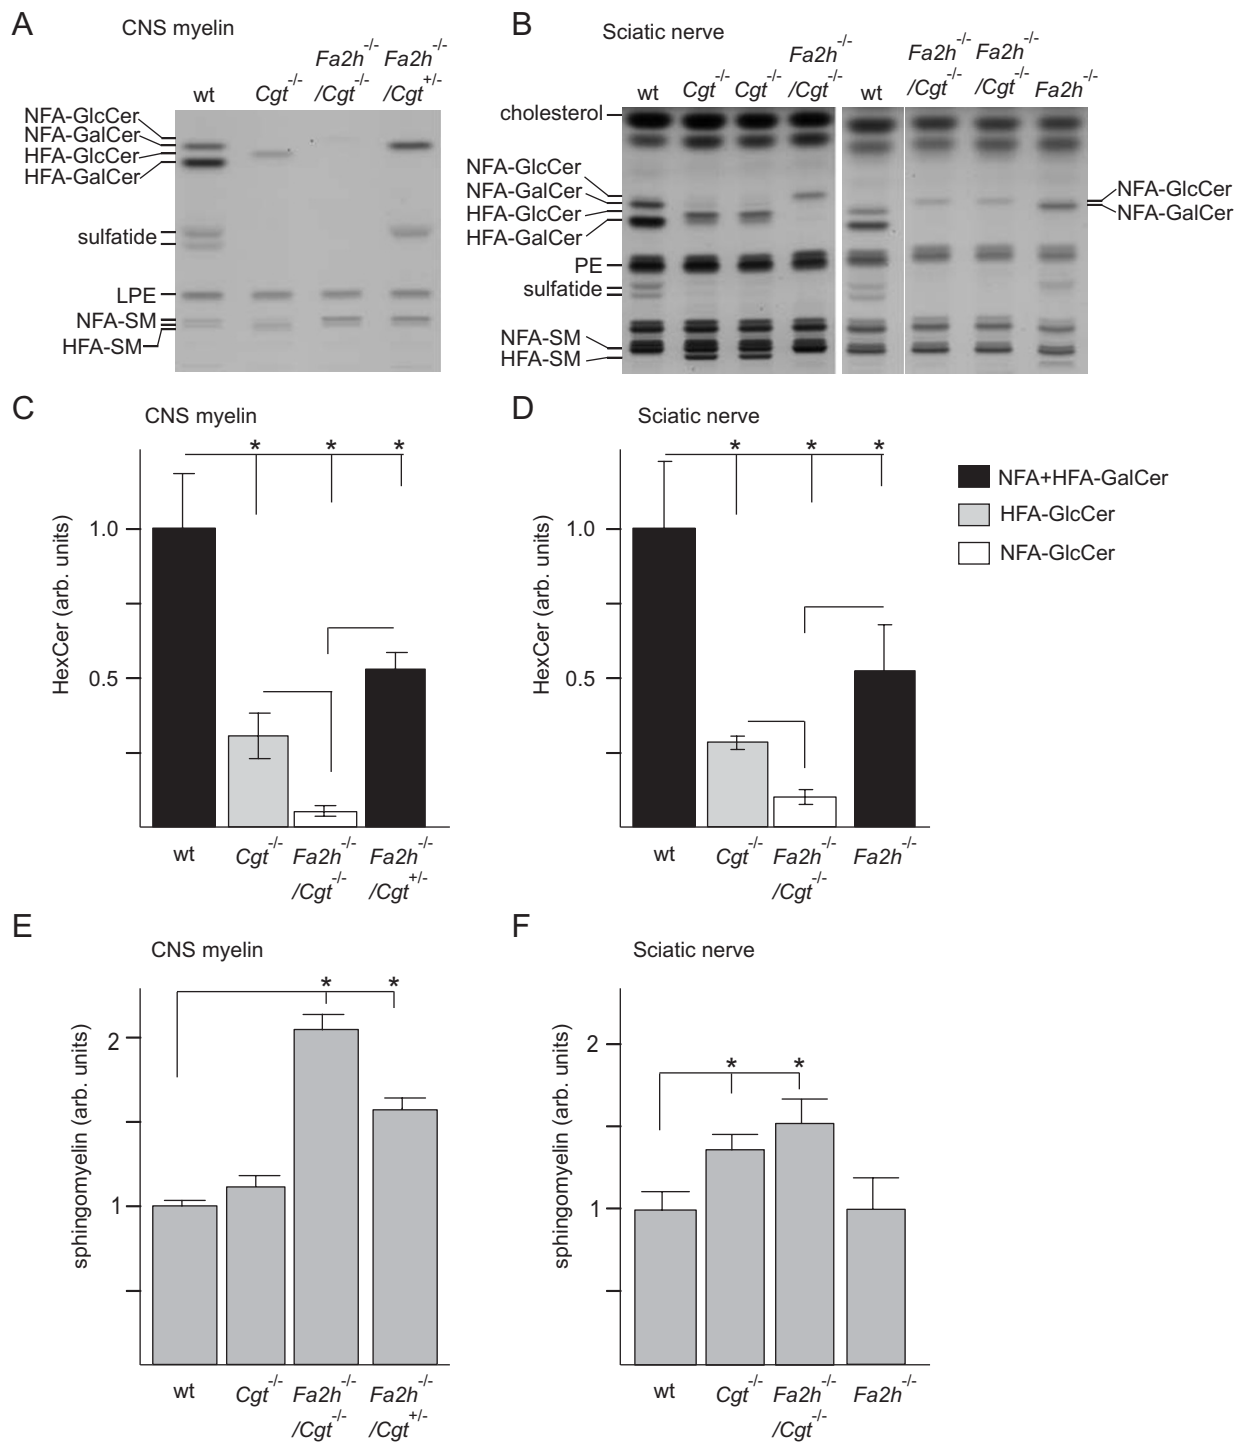 A
CNS myelin
wt
Cgt-/-
Fa2h-/-
/Cgt-/-
Fa2h-/-
/Cgt+/-
NFA-GlcCer
NFA-GalCer
HFA-GlcCer
HFA-GalCer
sulfatide
LPE
NFA-SM
HFA-SM
B
Sciatic nerve
wt
Cgt-/-
Cgt-/-
Fa2h-/-
/Cgt-/-
wt
Fa2h-/-
/Cgt-/-
Fa2h-/-
/Cgt-/-
Fa2h-/-
cholesterol
NFA-GlcCer
NFA-GalCer
HFA-GlcCer
HFA-GalCer
PE
sulfatide
NFA-SM
HFA-SM
NFA-GlcCer
NFA-GalCer
C
CNS myelin
HexCer (arb. units)
1.0
0.5
* * *
wt
Cgt-/-
Fa2h-/-
/Cgt-/-
Fa2h-/-
/Cgt+/-
D
Sciatic nerve
HexCer (arb. units)
1.0
0.5
* * *
wt
Cgt-/-
Fa2h-/-
/Cgt-/-
Fa2h-/-
NFA+HFA-GalCer
HFA-GlcCer
NFA-GlcCer
E
CNS myelin
sphingomyelin (arb. units)
2
1
* *
wt
Cgt-/-
Fa2h-/-
/Cgt-/-
Fa2h-/-
/Cgt+/-
F
Sciatic nerve
sphingomyelin (arb. units)
2
1
* *
wt
Cgt-/-
Fa2h-/-
/Cgt-/-
Fa2h-/-